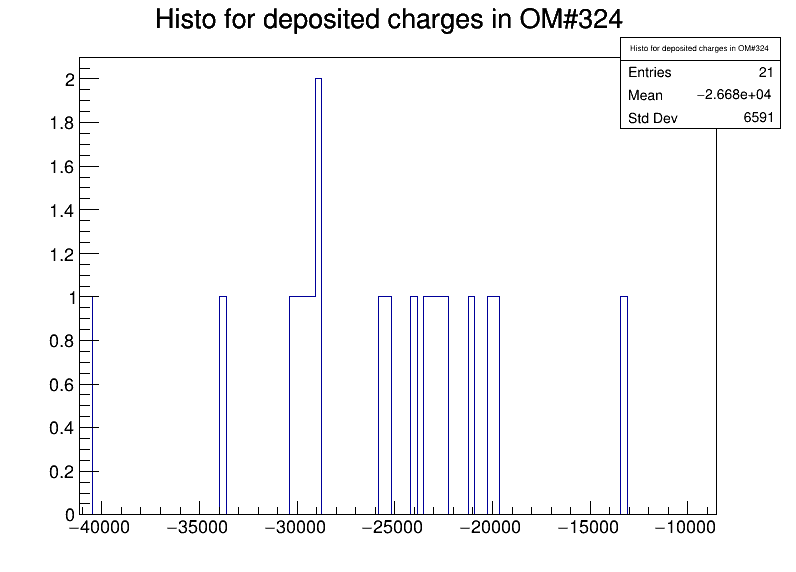 Histo for deposited charges in OM#324
Histo for deposited charges in OM#324
Entries 21
Mean −2.668e+04
Std Dev 6591
2
1.8
1.6
1.4
1.2
1
0.8
0.6
0.4
0.2
0
−40000 −35000 −30000 −25000 −20000 −15000 −10000